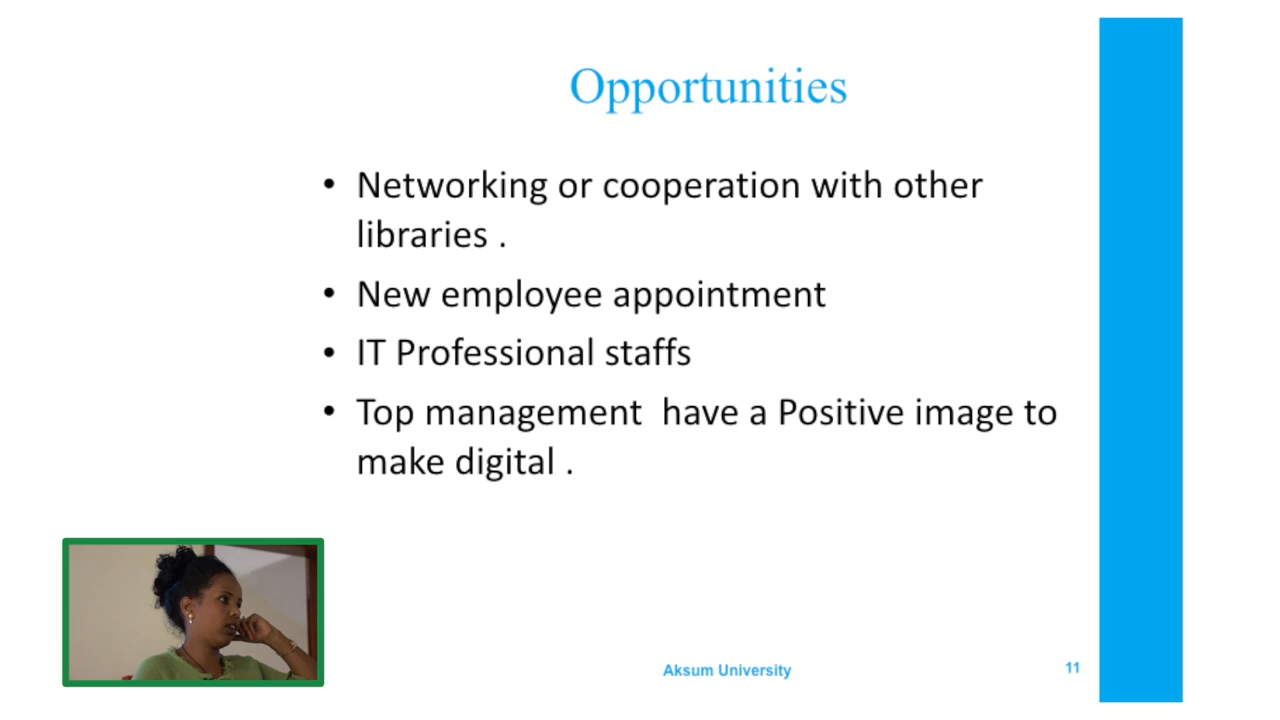 Opportunities
• Networking or cooperation with other
libraries .
• New employee appointment
• IT Professional staffs
• Top management  have a Positive image to
make digital .
Aksum University
11